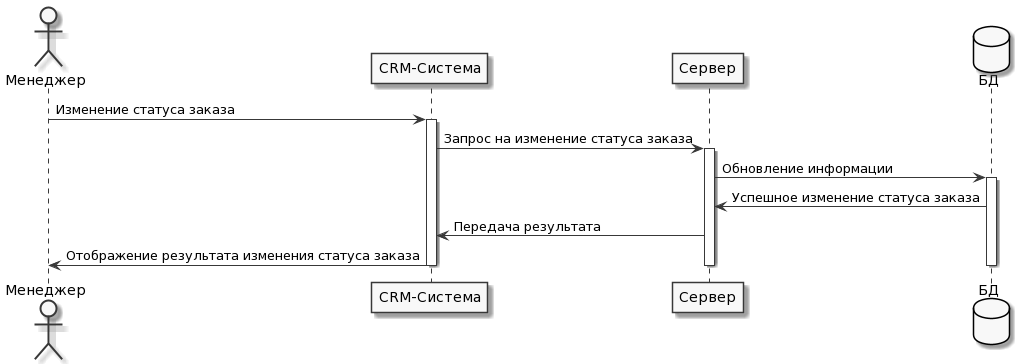 Менеджер
CRM-Система
Сервер
БД
Изменение статуса заказа
Запрос на изменение статуса заказа
Обновление информации
Успешное изменение статуса заказа
Передача результата
Отображение результата изменения статуса заказа
Менеджер
CRM-Система
Сервер
БД